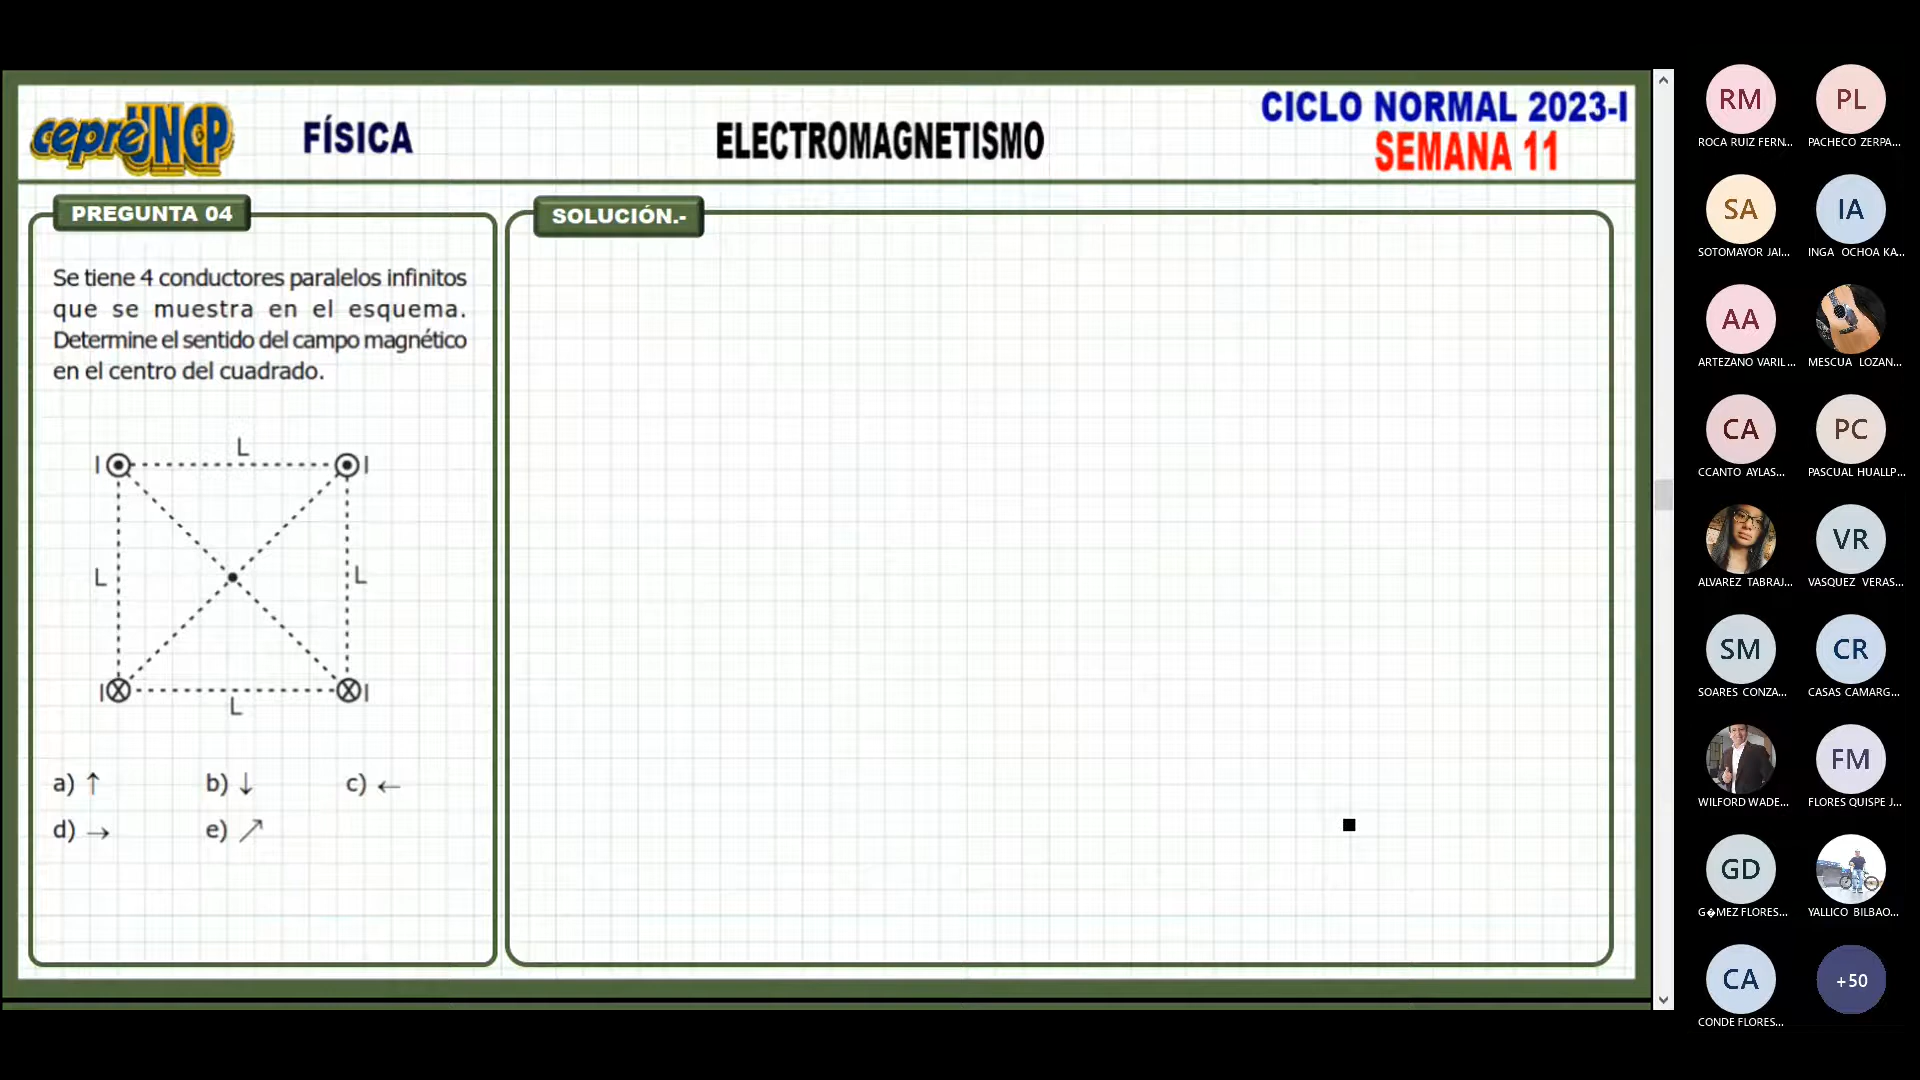 cepréUNCP
FÍSICA
ELECTROMAGNETISMO
CICLO NORMAL 2023-I
SEMANA 11
PREGUNTA 04
Se tiene 4 conductores paralelos infinitos
que se muestra en el esquema.
Determine el sentido del campo magnético
en el centro del cuadrado.
L
I I
L L
I I
L
a) ↑ b) ↓ c) ←
d) → e) ↗
SOLUCIÓN.-
RM PL
ROCA RUIZ FERN... PACHECO ZERPA...
SA IA
SOTOMAYOR JAI... INGA OCHOA KA...
AA
ARTEZANO VARIL... MESCUA LOZAN...
CA PC
CCANTO AYLAS... PASCUAL HUALLP...
VR
ALVAREZ TABRAJ... VASQUEZ VERAS...
SM CR
SOARES CONZA... CASAS CAMARG...
FM
WILFORD WADE... FLORES QUISPE J...
GD
G�MEZ FLORES... YALLICO BILBAO...
CA +50
CONDE FLORES...